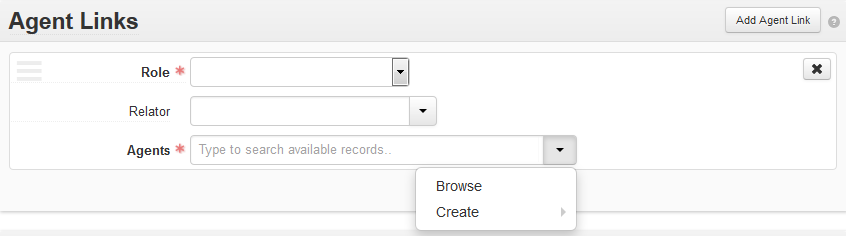 Agent Links
Add Agent Link
?
Role *
Relator
Agents * Type to search available records..
Browse
Create